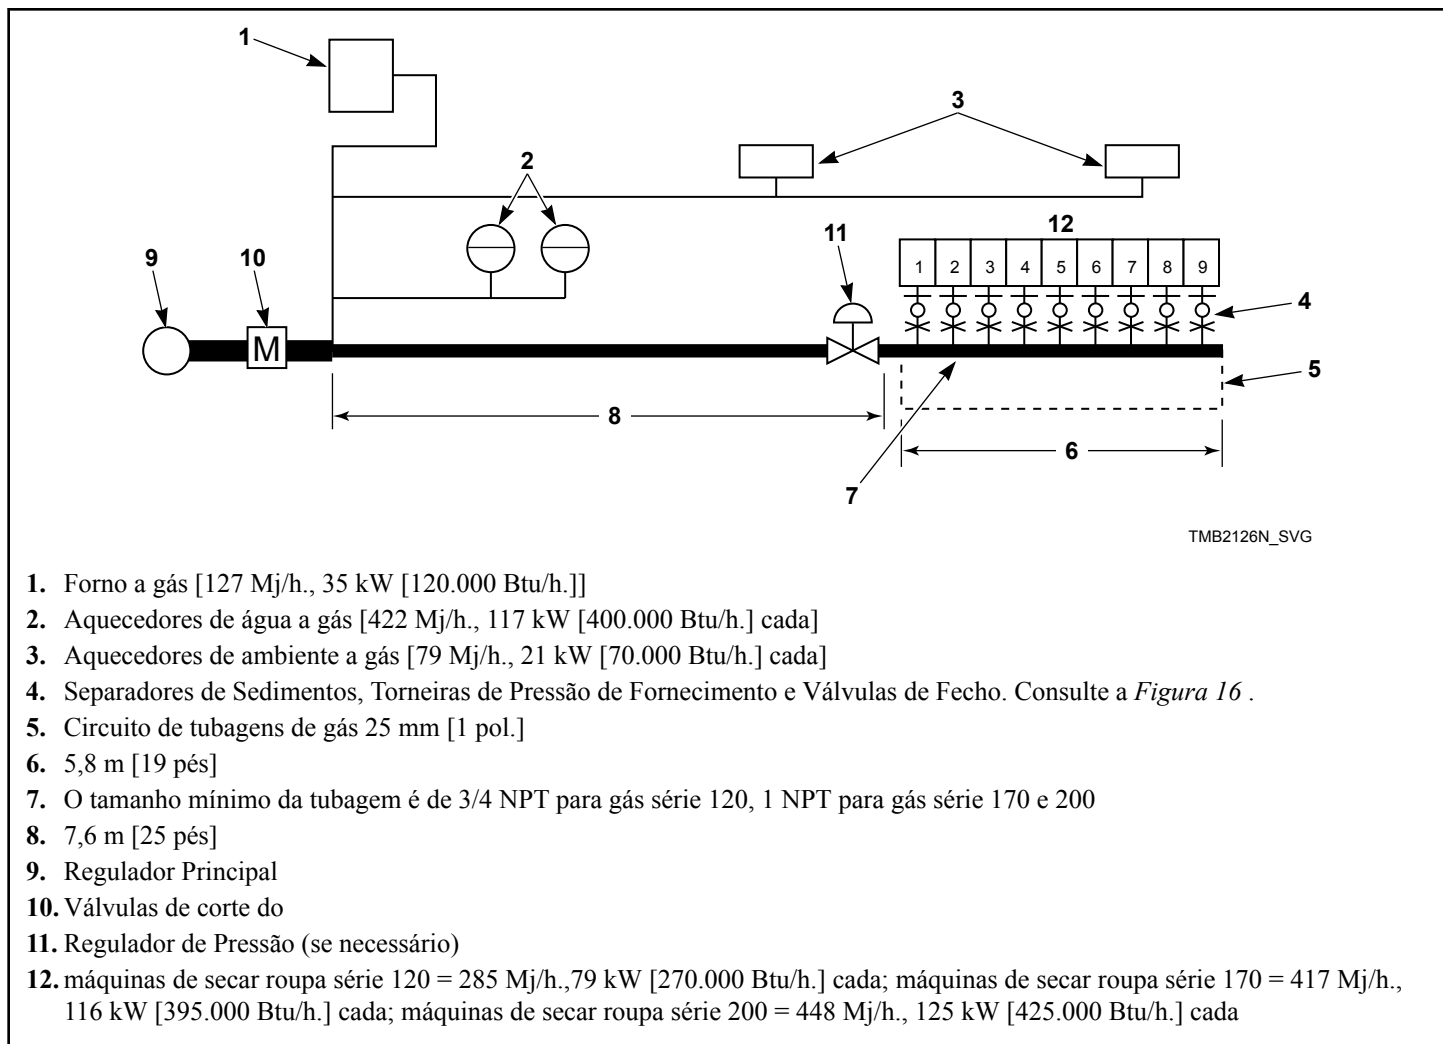 1
3
2
12
11
1 2 3 4 5 6 7 8 9
9
10
4
M
5
8
6
7
TMB2126N_SVG
1. Forno a gás [127 Mj/h., 35 kW [120.000 Btu/h.]]
2. Aquecedores de água a gás [422 Mj/h., 117 kW [400.000 Btu/h.] cada]
3. Aquecedores de ambiente a gás [79 Mj/h., 21 kW [70.000 Btu/h.] cada]
4. Separadores de Sedimentos, Torneiras de Pressão de Fornecimento e Válvulas de Fecho. Consulte a Figura 16 .
5. Circuito de tubagens de gás 25 mm [1 pol.]
6. 5,8 m [19 pés]
7. O tamanho mínimo da tubagem é de 3/4 NPT para gás série 120, 1 NPT para gás série 170 e 200
8. 7,6 m [25 pés]
9. Regulador Principal
10. Válvulas de corte do
11. Regulador de Pressão (se necessário)
12. máquinas de secar roupa série 120 = 285 Mj/h.,79 kW [270.000 Btu/h.] cada; máquinas de secar roupa série 170 = 417 Mj/h.,
116 kW [395.000 Btu/h.] cada; máquinas de secar roupa série 200 = 448 Mj/h., 125 kW [425.000 Btu/h.] cada